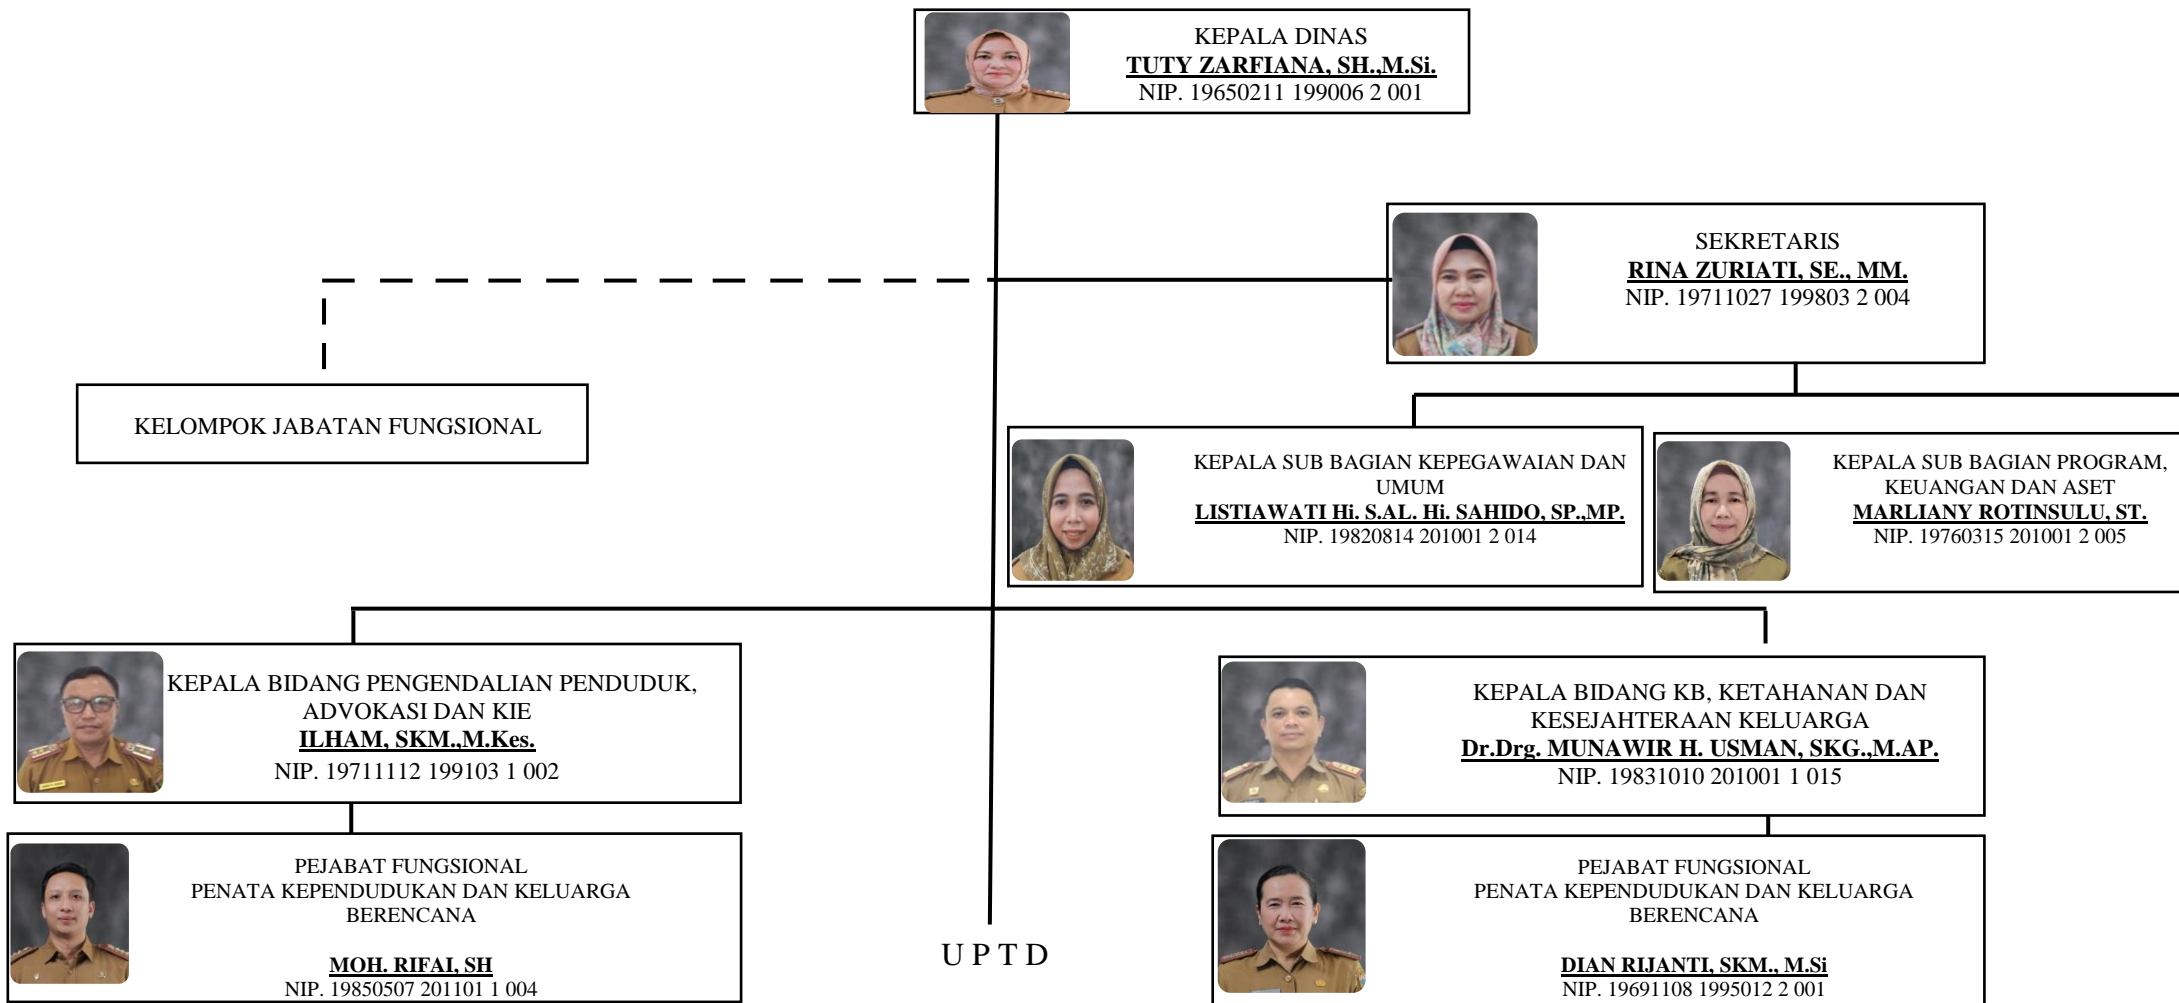 KEPALA DINAS
TUTY ZARFIANA, SH.,M.Si.
NIP. 19650211 199006 2 001
SEKRETARIS
RINA ZURIATI, SE., MM.
NIP. 19711027 199803 2 004
KELOMPOK JABATAN FUNGSIONAL
KEPALA SUB BAGIAN KEPEGAWAIAN DAN
UMUM
LISTIAWATI Hi. S.AL. Hi. SAHIDO, SP.,MP.
NIP. 19820814 201001 2 014
KEPALA SUB BAGIAN PROGRAM,
KEUANGAN DAN ASET
MARLIANY ROTINSULU, ST.
NIP. 19760315 201001 2 005
KEPALA BIDANG PENGENDALIAN PENDUDUK,
ADVOKASI DAN KIE
ILHAM, SKM.,M.Kes.
NIP. 19711112 199103 1 002
KEPALA BIDANG KB, KETAHANAN DAN
KESEJAHTERAAN KELUARGA
Dr.Drg. MUNAWIR H. USMAN, SKG.,M.AP.
NIP. 19831010 201001 1 015
PEJABAT FUNGSIONAL
PENATA KEPENDUDUKAN DAN KELUARGA
BERENCANA
MOH. RIFAI, SH
NIP. 19850507 201101 1 004
U P T D
PEJABAT FUNGSIONAL
PENATA KEPENDUDUKAN DAN KELUARGA
BERENCANA
DIAN RIJANTI, SKM., M.Si
NIP. 19691108 1995012 2 001